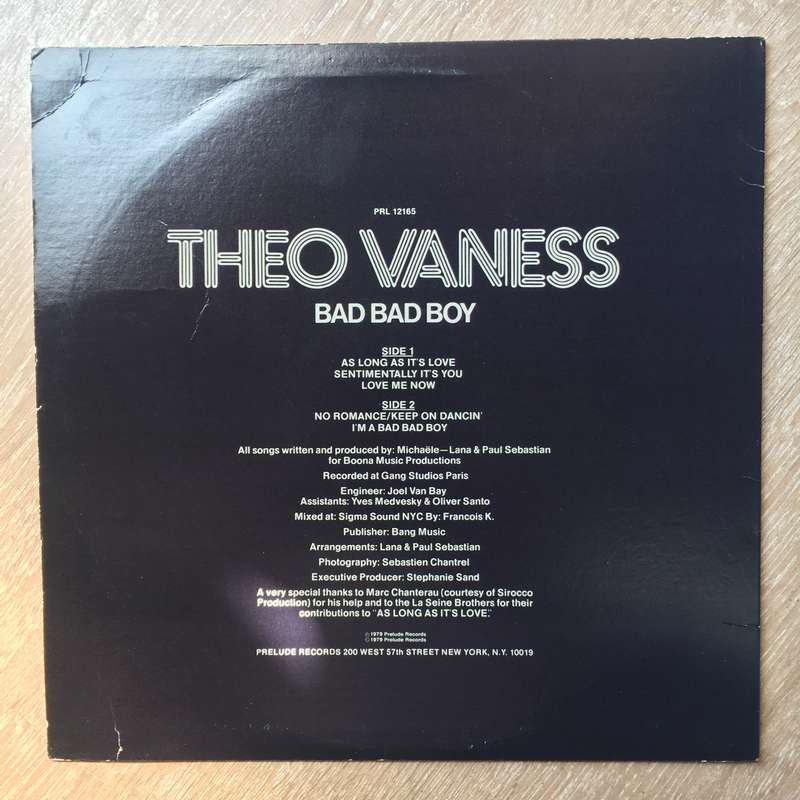 PRL 12165
THEO VANESS
BAD BAD BOY
SIDE 1
AS LONG AS IT'S LOVE
SENTIMENTALLY IT'S YOU
LOVE ME NOW
SIDE 2
NO ROMANCE/KEEP ON DANCIN'
I'M A BAD BAD BOY
All songs written and produced by: Michaële—Lana & Paul Sebastian
for Boona Music Productions
Recorded at Gang Studios Paris
Engineer: Joel Van Bay
Assistants: Yves Medvesky & Oliver Santo
Mixed at: Sigma Sound NYC By: Francois K.
Publisher: Bang Music
Arrangements: Lana & Paul Sebastian
Photography: Sebastien Chantrel
Executive Producer: Stephanie Sand
A very special thanks to Marc Chanterau (courtesy of Sirocco
Production) for his help and to the La Seine Brothers for their
contributions to "AS LONG AS IT'S LOVE."
℗ 1979 Prelude Records
© 1979 Prelude Records
PRELUDE RECORDS 200 WEST 57th STREET NEW YORK, N.Y. 10019